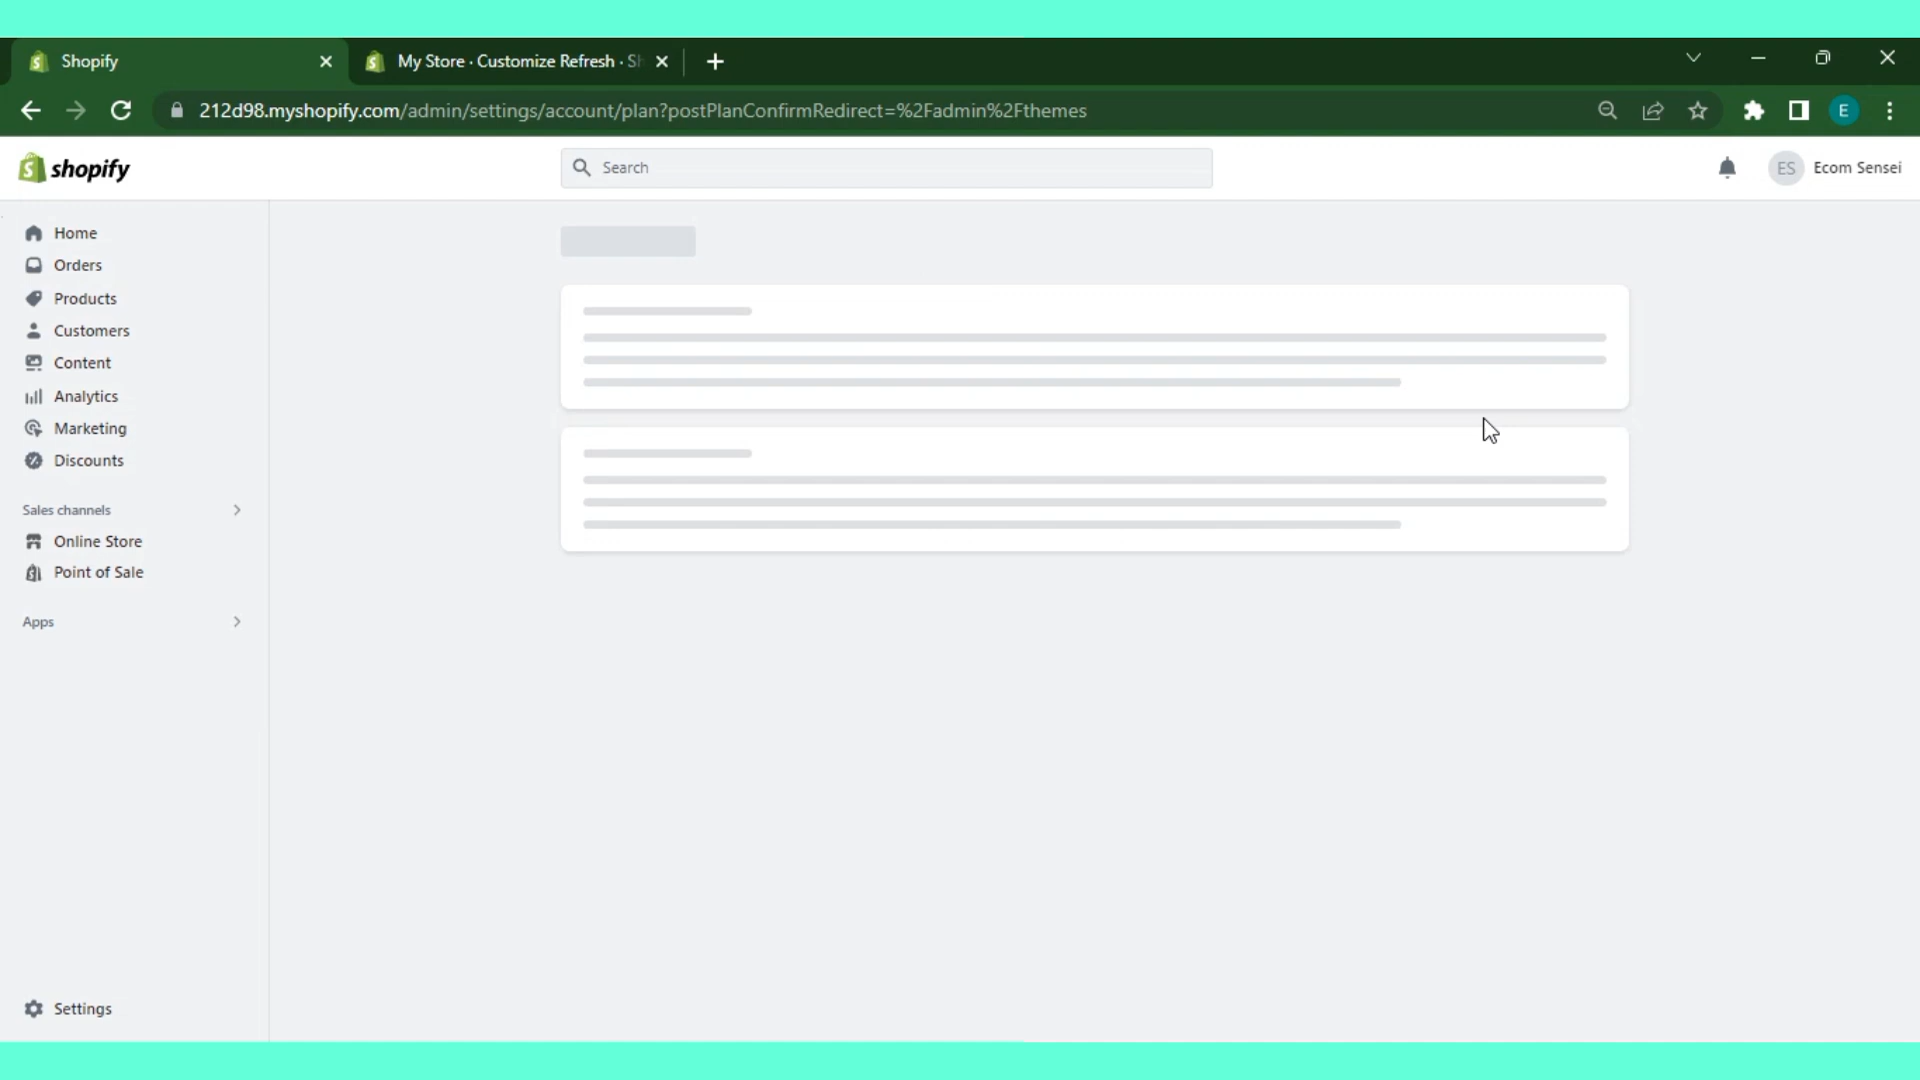 Shopify
My Store · Customize Refresh · Sh
212d98.myshopify.com/admin/settings/account/plan?postPlanConfirmRedirect=%2Fadmin%2Fthemes
E
shopify
Search
ES
Ecom Sensei
Home
Orders
Products
Customers
Content
Analytics
Marketing
Discounts
Sales channels
Online Store
Point of Sale
Apps
Settings